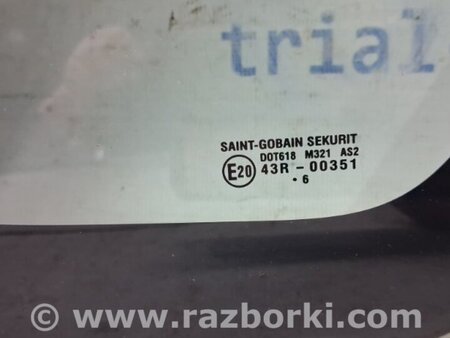 trial
SAINT-GOBAIN SEKURIT
DOT618 M321 AS2
E20 43R - 00351
· 6
© www.razborki.com